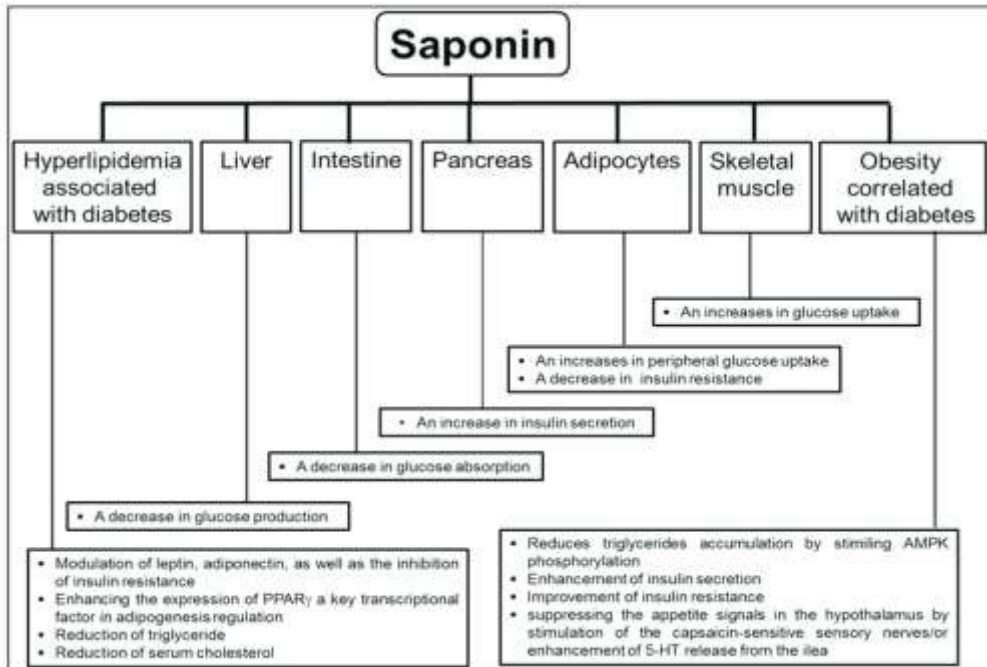 Saponin
Hyperlipidemia
associated
with diabetes
Liver
Intestine
Pancreas
Adipocytes
Skeletal
muscle
Obesity
correlated
with diabetes
• An increases in glucose uptake
• An increases in peripheral glucose uptake
• A decrease in insulin resistance
• An increase in insulin secretion
• A decrease in glucose absorption
• A decrease in glucose production
• Modulation of leptin, adiponectin, as well as the inhibition
of insulin resistance
• Enhancing the expression of PPARγ a key transcriptional
factor in adipogenesis regulation
• Reduction of triglyceride
• Reduction of serum cholesterol
• Reduces triglycerides accumulation by stimiling AMPK
phosphorylation
• Enhancement of insulin secretion
• Improvement of insulin resistance
• suppressing the appetite signals in the hypothalamus by
stimulation of the capsaicin-sensitive sensory nerves/or
enhancement of 5-HT release from the ilea